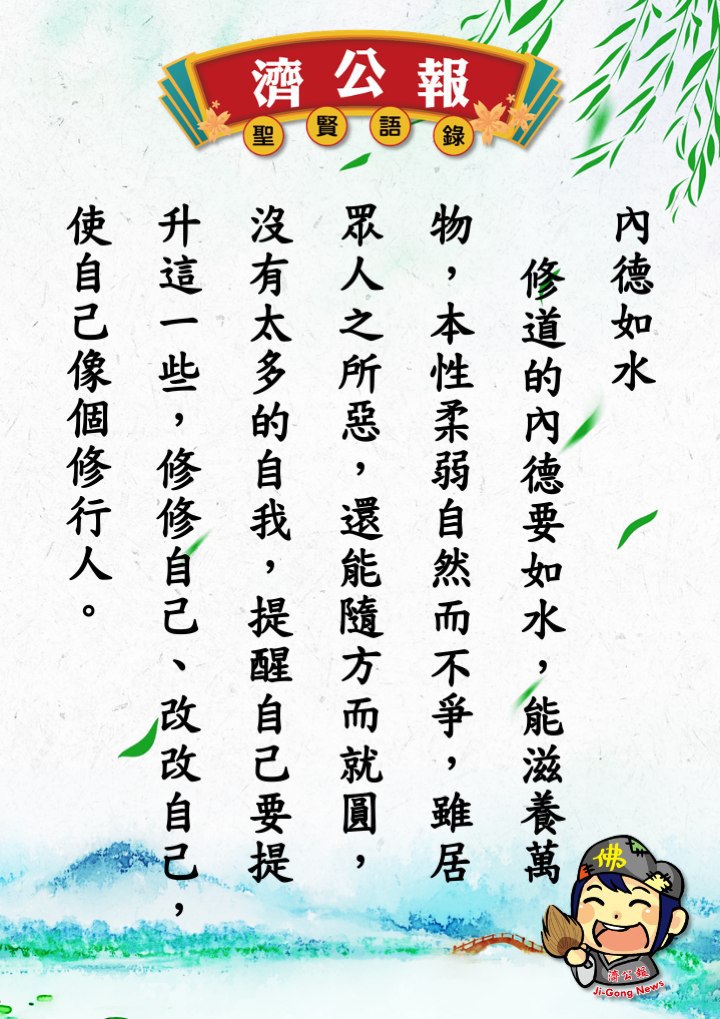 濟公報
聖賢語錄
內德如水
修道的內德要如水，能滋養萬
物，本性柔弱自然而不爭，雖居
眾人之所惡，還能隨方而就圓，
沒有太多的自我，提醒自己要提
升這一些，修修自己、改改自己，
使自己像個修行人。
佛
濟公報
Ji-Gong News